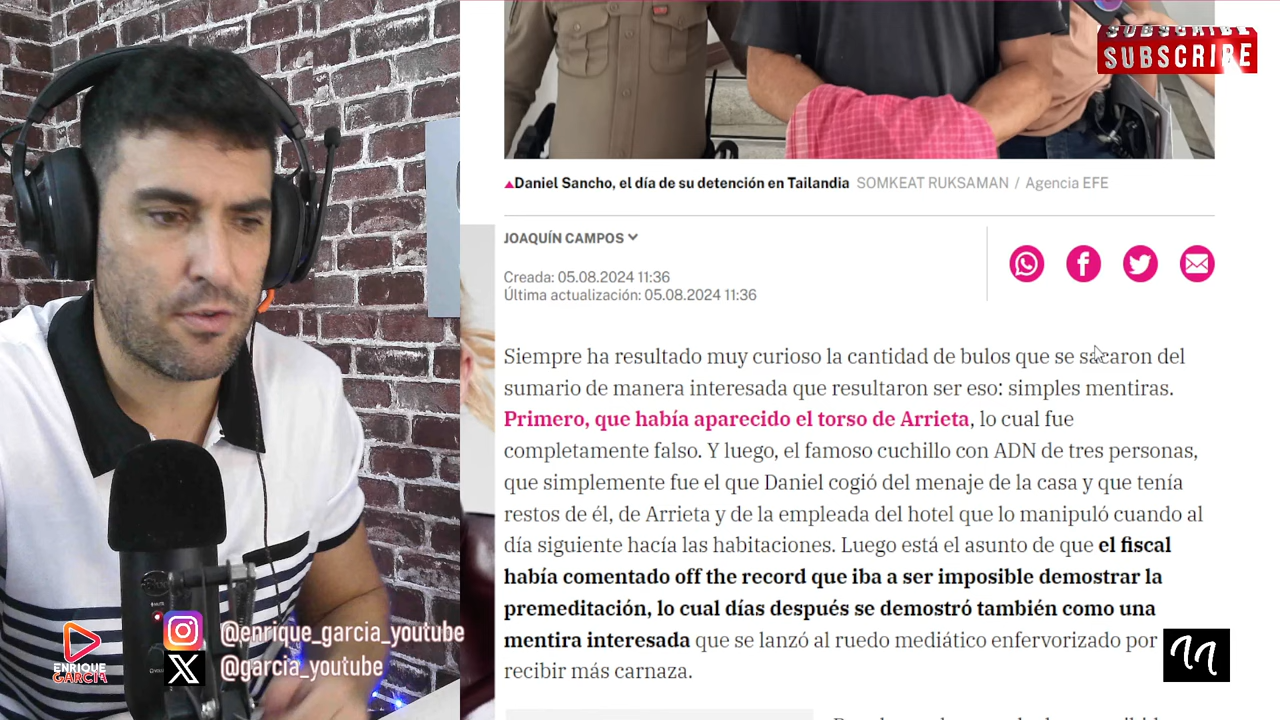 SUBSCRIBE
SUBSCRIBE
Daniel Sancho, el día de su detención en Tailandia SOMKEAT RUKSAMAN / Agencia EFE
JOAQUÍN CAMPOS
Creada: 05.08.2024 11:36
Última actualización: 05.08.2024 11:36
Siempre ha resultado muy curioso la cantidad de bulos que se sacaron del
sumario de manera interesada que resultaron ser eso: simples mentiras.
Primero, que había aparecido el torso de Arrieta, lo cual fue
completamente falso. Y luego, el famoso cuchillo con ADN de tres personas,
que simplemente fue el que Daniel cogió del menaje de la casa y que tenía
restos de él, de Arrieta y de la empleada del hotel que lo manipuló cuando al
día siguiente hacía las habitaciones. Luego está el asunto de que el fiscal
había comentado off the record que iba a ser imposible demostrar la
premeditación, lo cual días después se demostró también como una
mentira interesada que se lanzó al ruedo mediático enfervorizado por
recibir más carnaza.
@enrique_garcia_youtube
@garcia_youtube
ENRIQUE
GARCIA